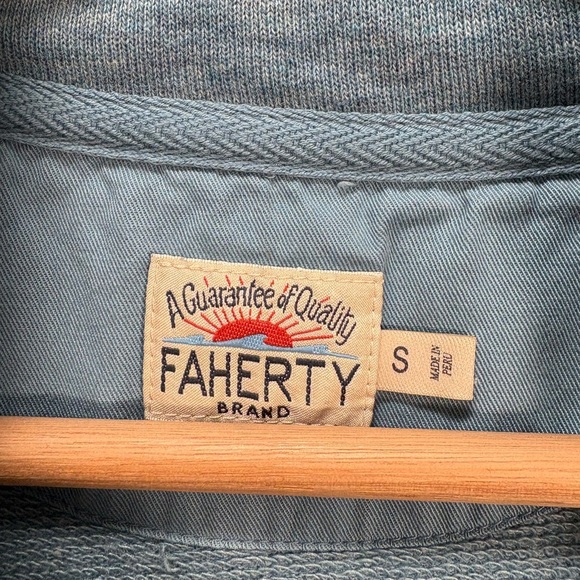 A Guarantee of Quality
FAHERTY
BRAND
S
MADE IN
PERU